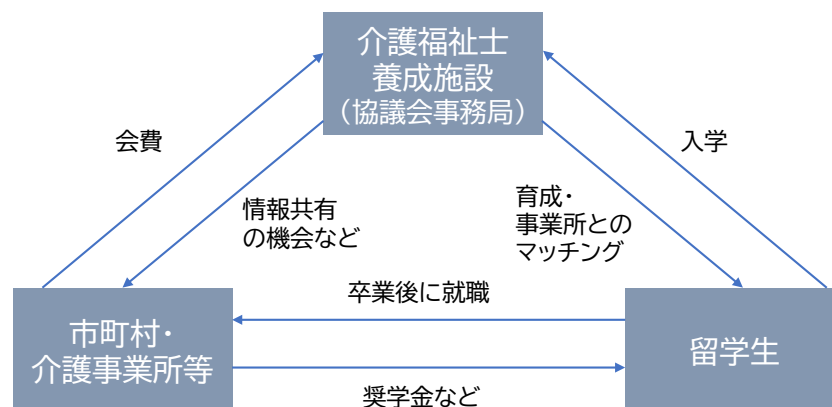 介護福祉士
養成施設
（協議会事務局）
会費
入学
情報共有
の機会など
育成・
事業所との
マッチング
卒業後に就職
市町村・
介護事業所等
留学生
奨学金など